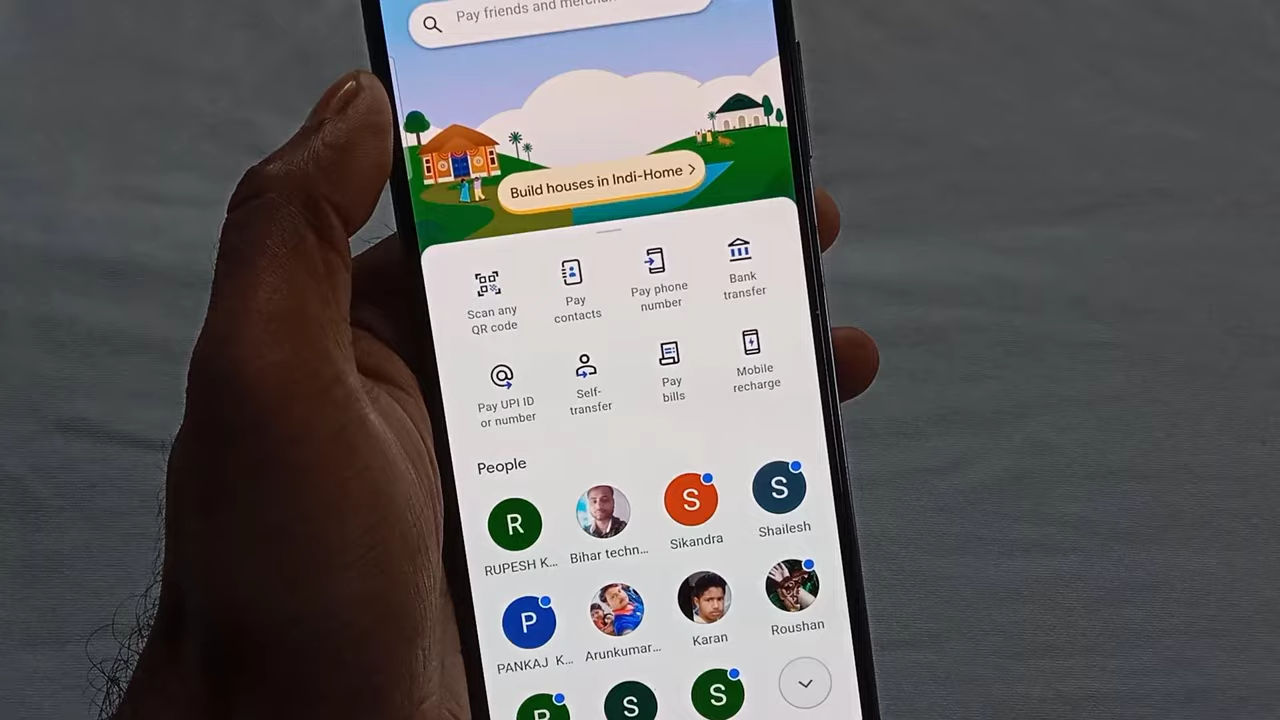 Pay friends and merchan
Build houses in Indi-Home >
Scan any
QR code
Pay
contacts
Pay phone
number
Bank
transfer
Pay UPI ID
or number
Self-
transfer
Pay
bills
Mobile
recharge
People
R
S
S
RUPESH K...
Bihar techn...
Sikandra
Shailesh
P
PANKAJ K...
Arunkumar...
Karan
Roushan
S
S